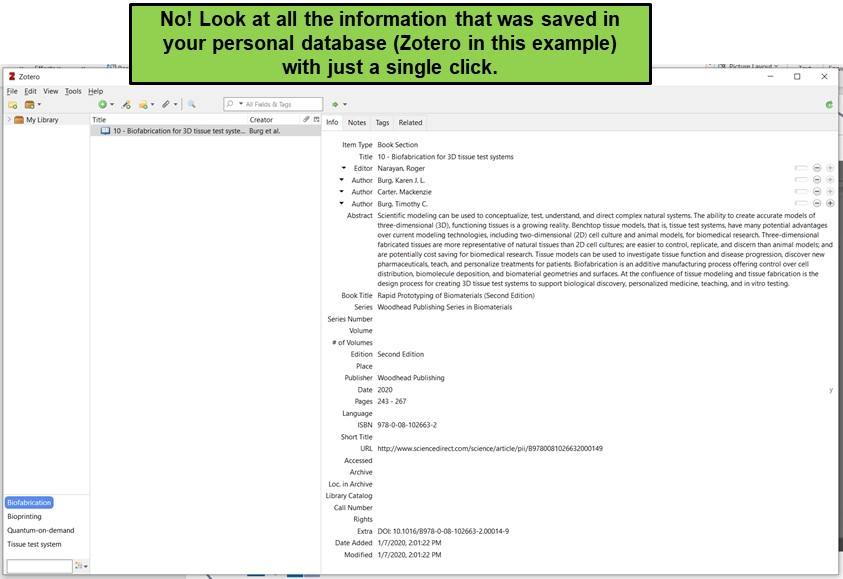 No! Look at all the information that was saved in
your personal database (Zotero in this example)
with just a single click.
Picture Layout
Zotero
File Edit View Tools Help
All Fields & Tags
My Library
Title Creator
10 - Biofabrication for 3D tissue test syste... Burg et al.
Info Notes Tags Related
Item Type Book Section
Title 10 - Biofabrication for 3D tissue test systems
Editor Narayan, Roger
Author Burg, Karen J. L.
Author Carter, Mackenzie
Author Burg, Timothy C.
Abstract Scientific modeling can be used to conceptualize, test, understand, and direct complex natural systems. The ability to create accurate models of
three-dimensional (3D), functioning tissues is a growing reality. Benchtop tissue models, that is, tissue test systems, have many potential advantages
over current modeling technologies, including two-dimensional (2D) cell culture and animal models, for biomedical research. Three-dimensional
fabricated tissues are more representative of natural tissues than 2D cell cultures; are easier to control, replicate, and discern than animal models; and
are potentially cost saving for biomedical research. Tissue models can be used to investigate tissue function and disease progression, discover new
pharmaceuticals, teach, and personalize treatments for patients. Biofabrication is an additive manufacturing process offering control over cell
distribution, biomolecule deposition, and biomaterial geometries and surfaces. At the confluence of tissue modeling and tissue fabrication is the
design process for creating 3D tissue test systems to support biological discovery, personalized medicine, teaching, and in vitro testing.
Book Title Rapid Prototyping of Biomaterials (Second Edition)
Series Woodhead Publishing Series in Biomaterials
Series Number
Volume
# of Volumes
Edition Second Edition
Place
Publisher Woodhead Publishing
Date 2020 y
Pages 243 - 267
Language
ISBN 978-0-08-102663-2
Short Title
URL http://www.sciencedirect.com/science/article/pii/B9780081026632000149
Accessed
Archive
Loc. in Archive
Library Catalog
Call Number
Rights
Extra DOI: 10.1016/B978-0-08-102663-2.00014-9
Date Added 1/7/2020, 2:01:22 PM
Modified 1/7/2020, 2:01:22 PM
Biofabrication
Bioprinting
Quantum-on-demand
Tissue test system